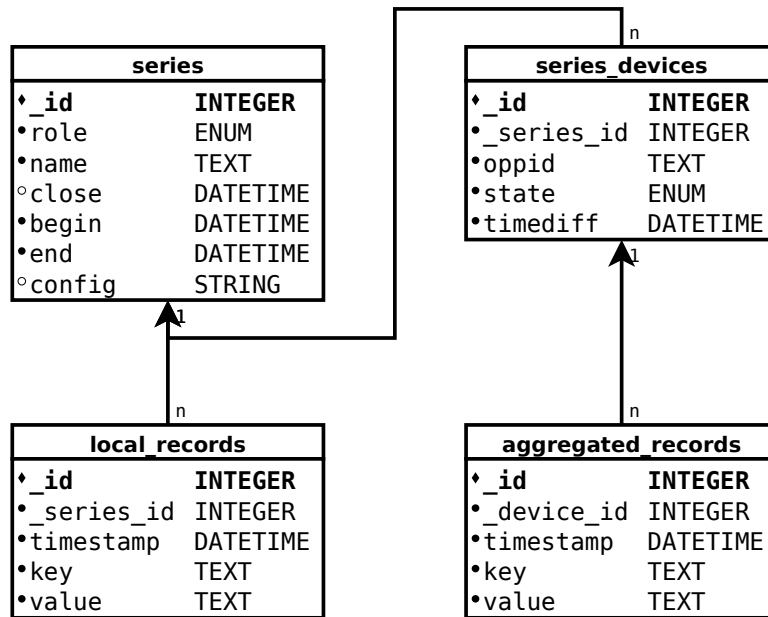 n
series
_id INTEGER
role ENUM
name TEXT
close DATETIME
begin DATETIME
end DATETIME
config STRING
1
series_devices
_id INTEGER
_series_id INTEGER
oppid TEXT
state ENUM
timediff DATETIME
1
n
local_records
_id INTEGER
_series_id INTEGER
timestamp DATETIME
key TEXT
value TEXT
n
aggregated_records
_id INTEGER
_device_id INTEGER
timestamp DATETIME
key TEXT
value TEXT